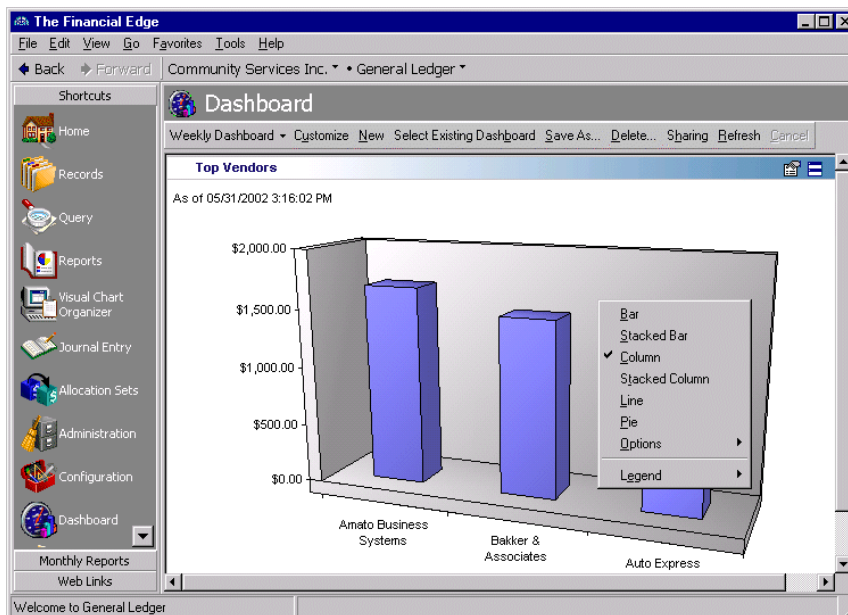 The Financial Edge
File Edit View Go Favorites Tools Help
Back Forward Community Services Inc. • General Ledger
Shortcuts
Home
Records
Query
Reports
Visual Chart
Organizer
Journal Entry
Allocation Sets
Administration
Configuration
Dashboard
Monthly Reports
Web Links
Dashboard
Weekly Dashboard Customize New Select Existing Dashboard Save As... Delete... Sharing Refresh Cancel
Top Vendors
As of 05/31/2002 3:16:02 PM
$2,000.00
$1,500.00
$1,000.00
$500.00
$0.00
Amato Business
Systems
Bakker &
Associates
Auto Express
Bar
Stacked Bar
Column
Stacked Column
Line
Pie
Options
Legend
Welcome to General Ledger